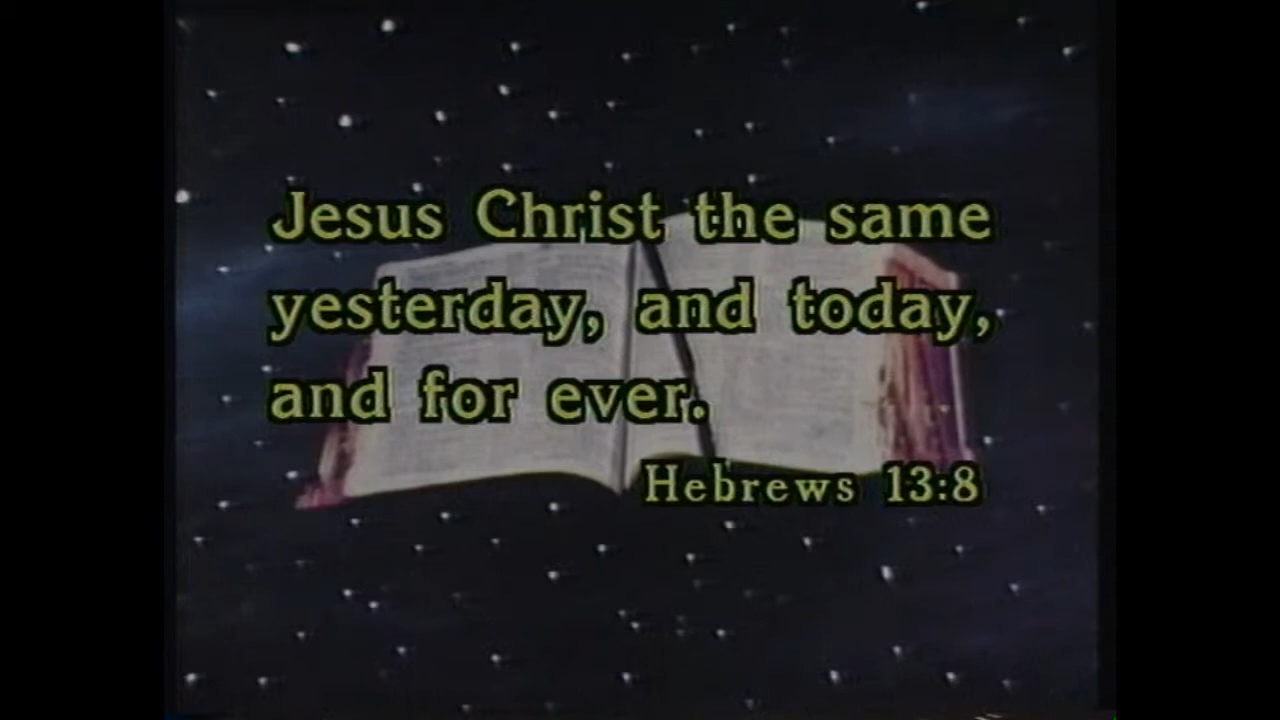 Jesus Christ the same
yesterday, and today,
and for ever.
Hebrews 13:8